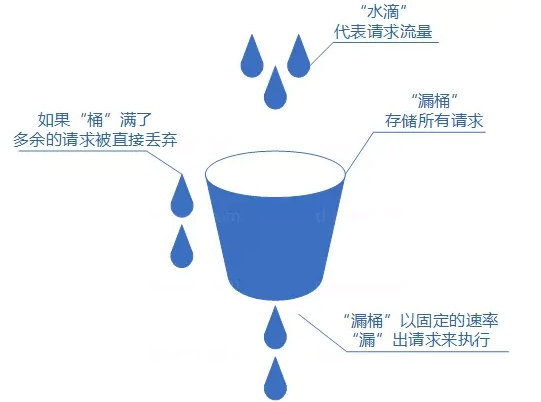 “水滴”
代表请求流量
“漏桶”
存储所有请求
如果“桶”满了
多余的请求被直接丢弃
“漏桶”以固定的速率
“漏”出请求来执行